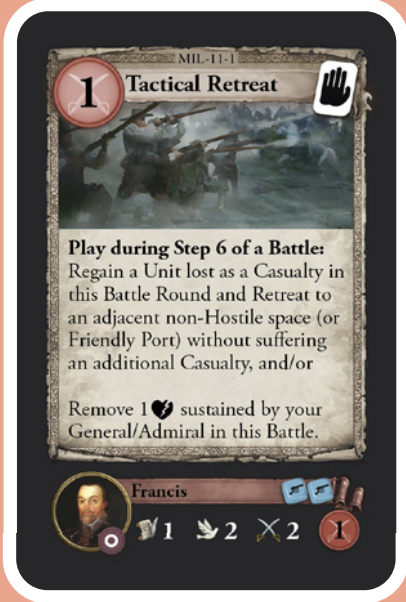 MIL-11-1
1 Tactical Retreat
Play during Step 6 of a Battle:
Regain a Unit lost as a Casualty in
this Battle Round and Retreat to
an adjacent non-Hostile space (or
Friendly Port) without suffering
an additional Casualty, and/or
Remove 1 sustained by your
General/Admiral in this Battle.
Francis
1 2 2 1